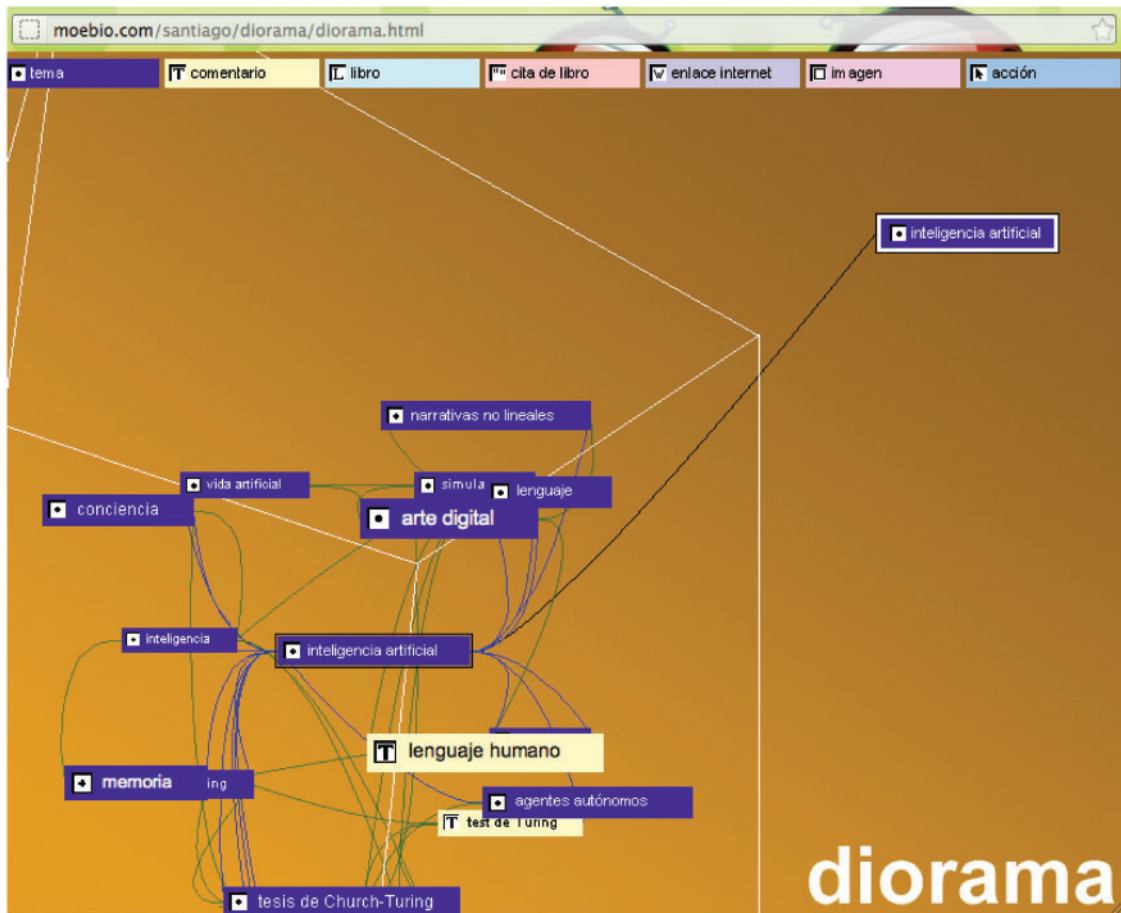 moebio.com/santiago/diorama/diorama.html
tema
T comentario
L libro
"" cita de libro
w enlace internet
imagen
acción
inteligencia artificial
narrativas no lineales
vida artificial
simula
lenguaje
conciencia
arte digital
inteligencia
inteligencia artificial
T lenguaje humano
memoria
ing
agentes autónomos
T test de Turing
tesis de Church-Turing
diorama